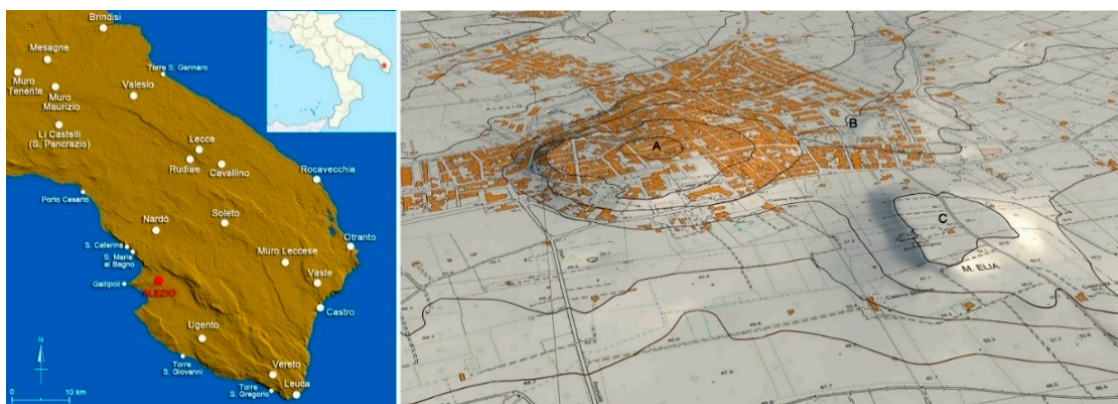 Brindisi
Mesagne
Torre S. Gennaro
Muro
Tenente
Muro
Maurizio
Valesio
Li Castelli
(S. Pancrazio)
Lecce
Rudiae
Cavallino
Rocavecchia
Porto Cesario
Nardò
Soleto
S. Caterina
S. Maria
al Bagno
Muro Leccese
Otranto
Gallipoli
ALEZIO
Vaste
Castro
Ugento
Torre
S. Giovanni
Vereto
Torre
S. Gregorio
Leuca
N
0 10 km
A
B
C
M. ELIA